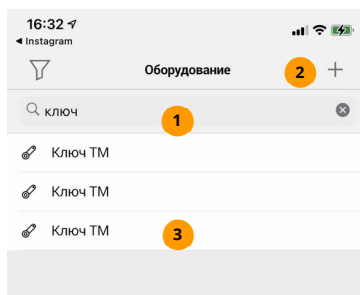 16:32
◄ Instagram
Оборудование
2
ключ
1
Ключ ТМ
Ключ ТМ
Ключ ТМ
3